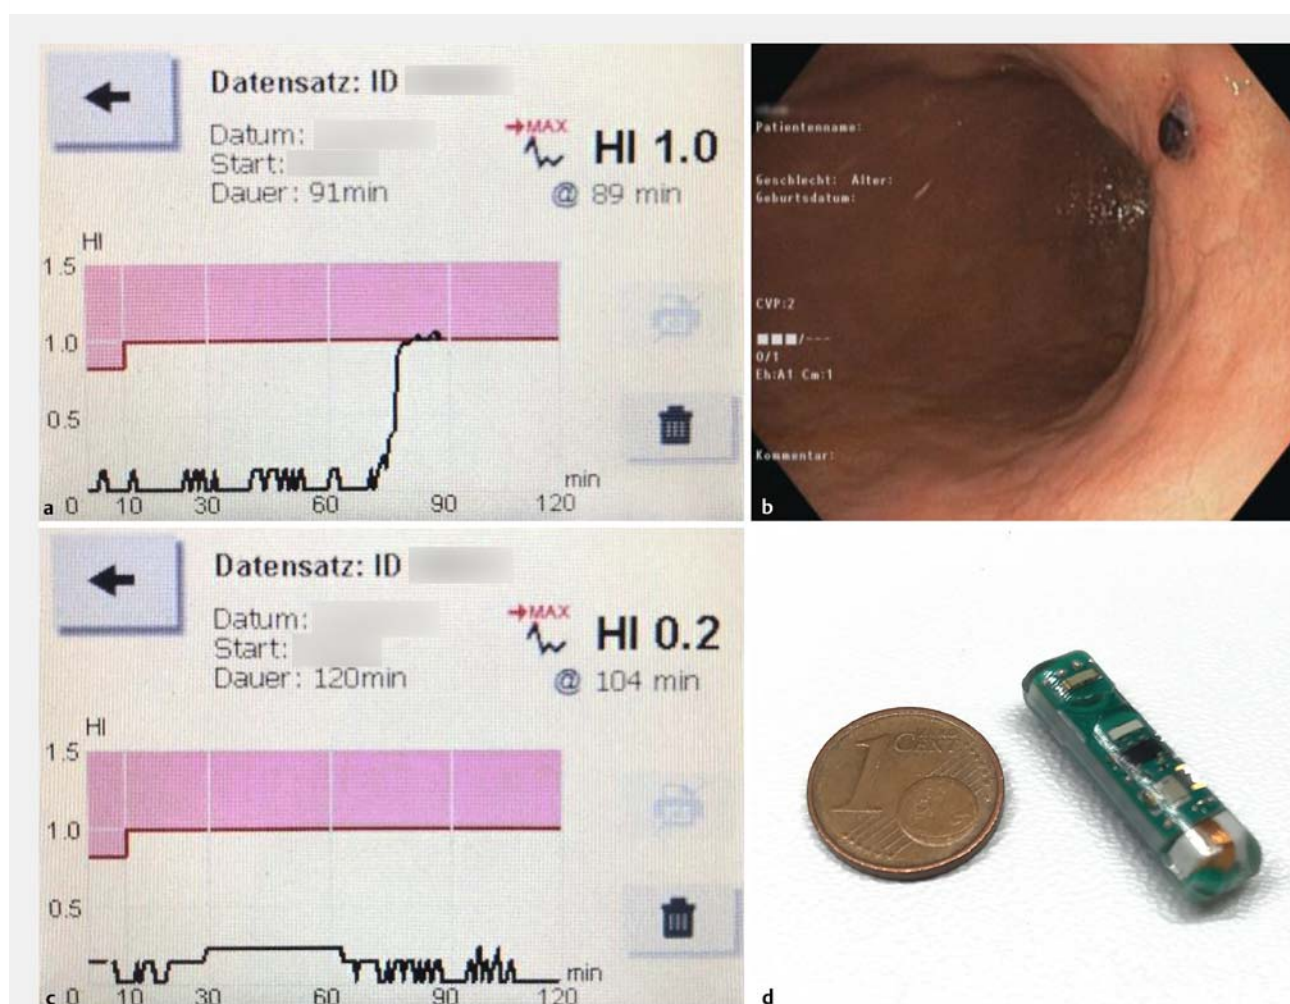 Datensatz: ID
Datum:
Start:
Dauer: 91min
MAX
HI 1.0
@ 89 min
HI
1.5
1.0
0.5
min
a 0 10 30 60 90 120
Patientenname:
Geschlecht: Alter:
Geburtsdatum:
CVP:2
/---
0/1
Eh:A1 Cm:1
Kommentar:
b
Datensatz: ID
Datum:
Start:
Dauer: 120min
MAX
HI 0.2
@ 104 min
HI
1.5
1.0
0.5
min
c 0 10 30 60 90 120
1
CENT
d